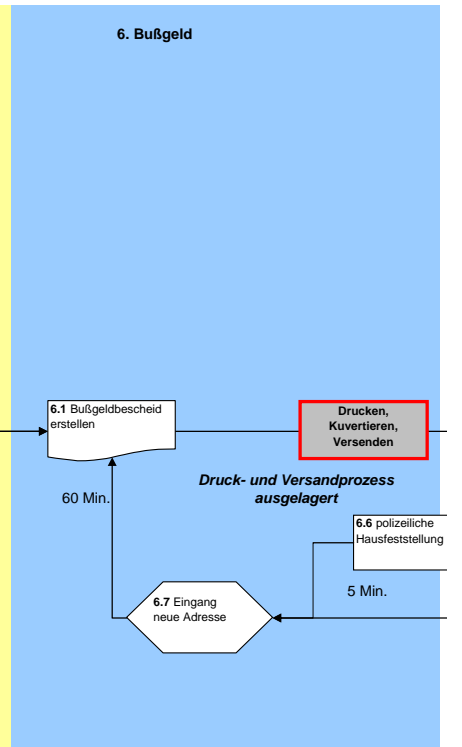 6. Bußgeld
6.1 Bußgeldbescheid
erstellen
Drucken,
Kuvertieren,
Versenden
Druck- und Versandprozess
ausgelagert
60 Min.
6.6 polizeiliche
Hausfeststellung
5 Min.
6.7 Eingang
neue Adresse